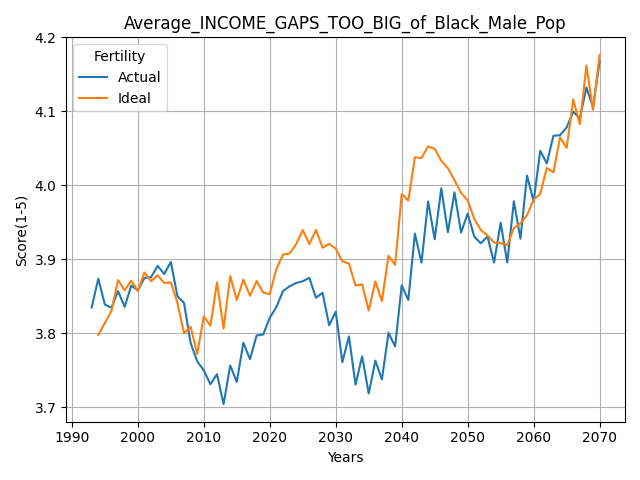 Average_INCOME_GAPS_TOO_BIG_of_Black_Male_Pop
Fertility
Actual
Ideal
Score(1-5)
4.2
4.1
4.0
3.9
3.8
3.7
1990 2000 2010 2020 2030 2040 2050 2060 2070
Years